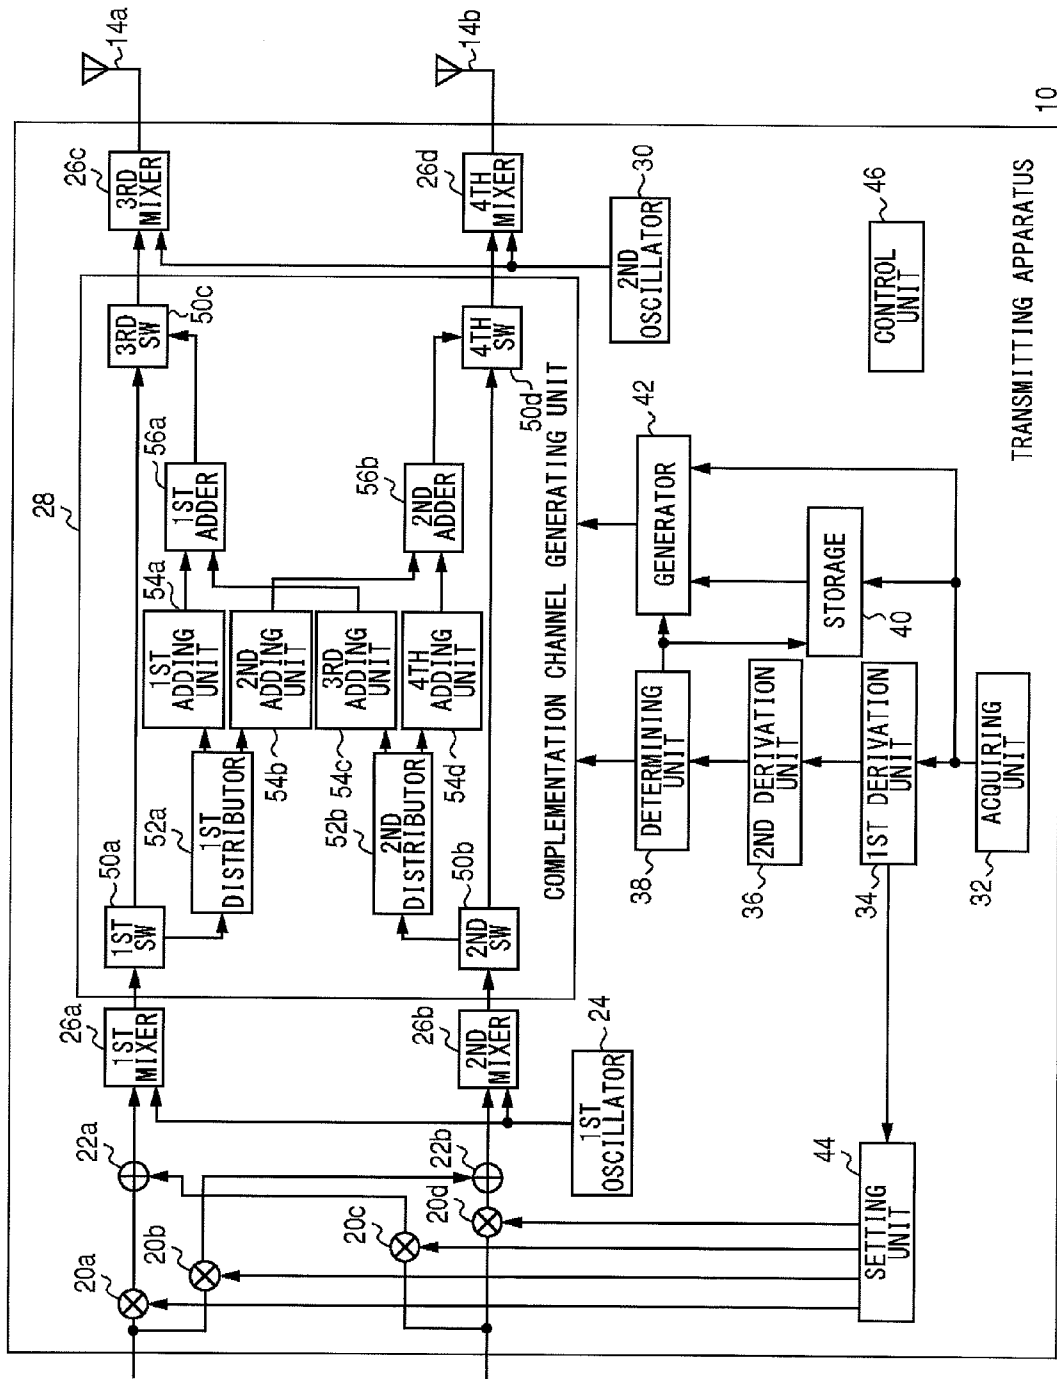 14a
14b
10
26c
3RD
MIXER
26d
4TH
MIXER
30
2ND
OSCILLATOR
46
CONTROL
UNIT
TRANSMITTING APPARATUS
28
50c
3RD
SW
4TH
SW
50d
56a
1ST
ADDER
56b
2ND
ADDER
54a
1ST
ADDING
UNIT
2ND
ADDING
UNIT
54b
3RD
ADDING
UNIT
54c
4TH
ADDING
UNIT
54d
52a
1ST
DISTRIBUTOR
52b
2ND
DISTRIBUTOR
50a
1ST
SW
50b
2ND
SW
COMPLEMENTATION CHANNEL GENERATING UNIT
42
GENERATOR
STORAGE
40
DETERMINING
UNIT
38
2ND DERIVATION
UNIT
36
1ST DERIVATION
UNIT
34
ACQUIRING
UNIT
32
26a
1ST
MIXER
26b
2ND
MIXER
24
1ST
OSCILLATOR
22a
22b
20a
20b
20c
20d
44
SETTING
UNIT